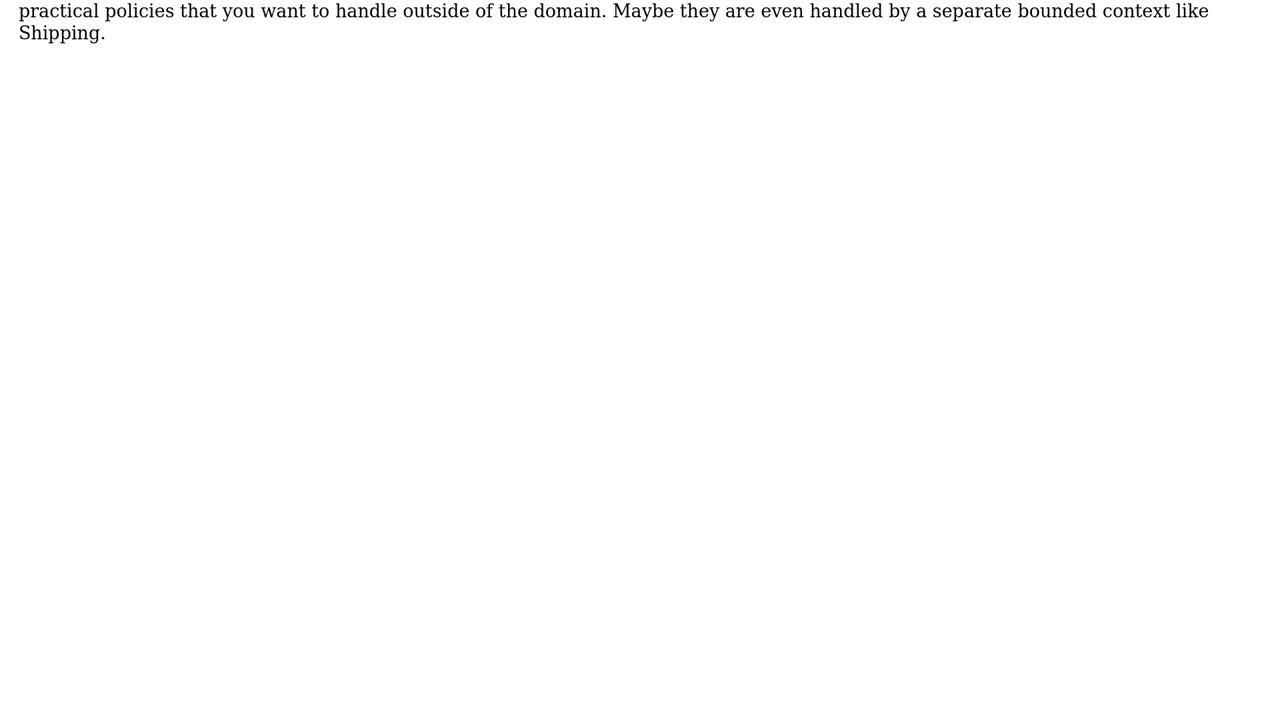 practical policies that you want to handle outside of the domain. Maybe they are even handled by a separate bounded context like
Shipping.